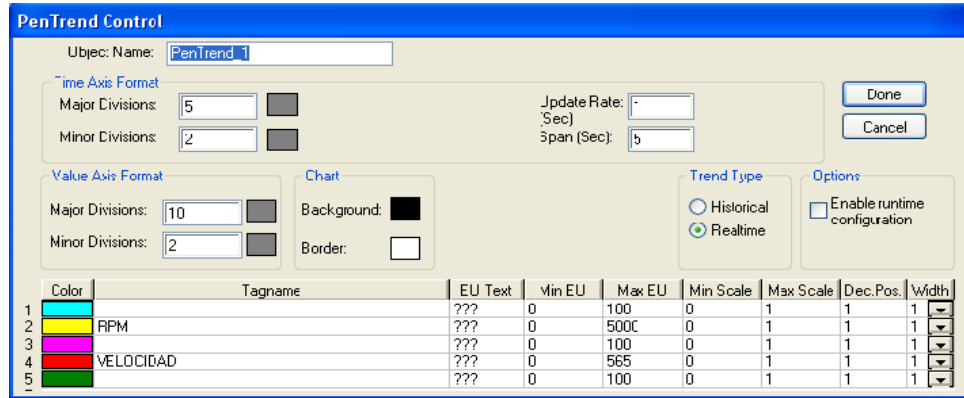 PenTrend Control
Object Name: PenTrend_1
Time Axis Format
Major Divisions: 5
Update Rate: (Sec)
Minor Divisions: 2
Span (Sec): 5
Done
Cancel
Value Axis Format
Major Divisions: 10
Minor Divisions: 2
Chart
Background:
Border:
Trend Type
Historical
Realtime
Options
Enable runtime
configuration
Color Tagname EU Text Min EU Max EU Min Scale Max Scale Dec.Pos. Width
1 ??? 0 100 0 1 1 1
2 RPM ??? 0 5000 0 1 1 1
3 ??? 0 100 0 1 1 1
4 VELOCIDAD ??? 0 565 0 1 1 1
5 ??? 0 100 0 1 1 1